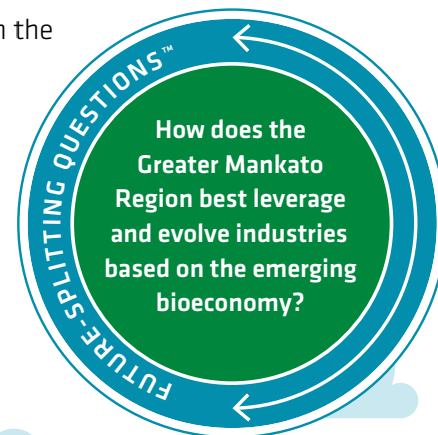 n the
FUTURE-SPLITTING QUESTIONS™
How does the
Greater Mankato
Region best leverage
and evolve industries
based on the emerging
bioeconomy?